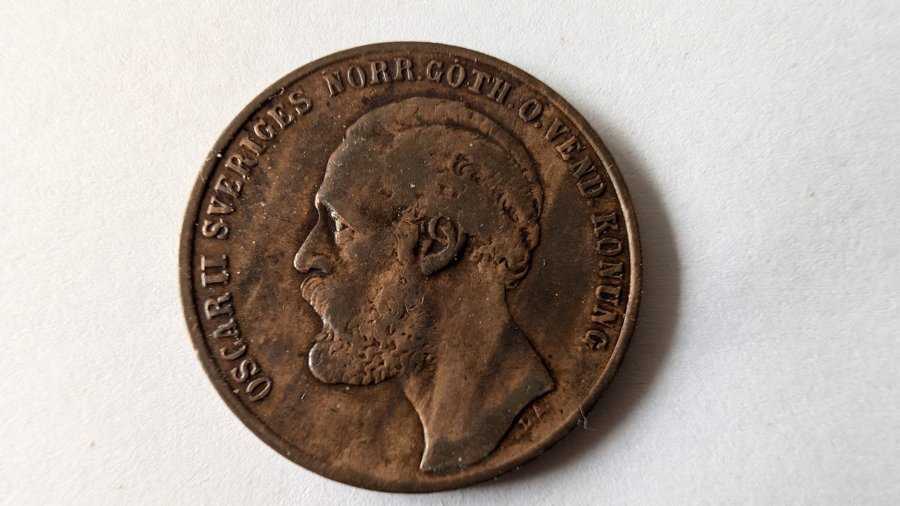 OSCAR II SVERIGES NORR. GÖTH. O. VEND. KONUNG
L.A.